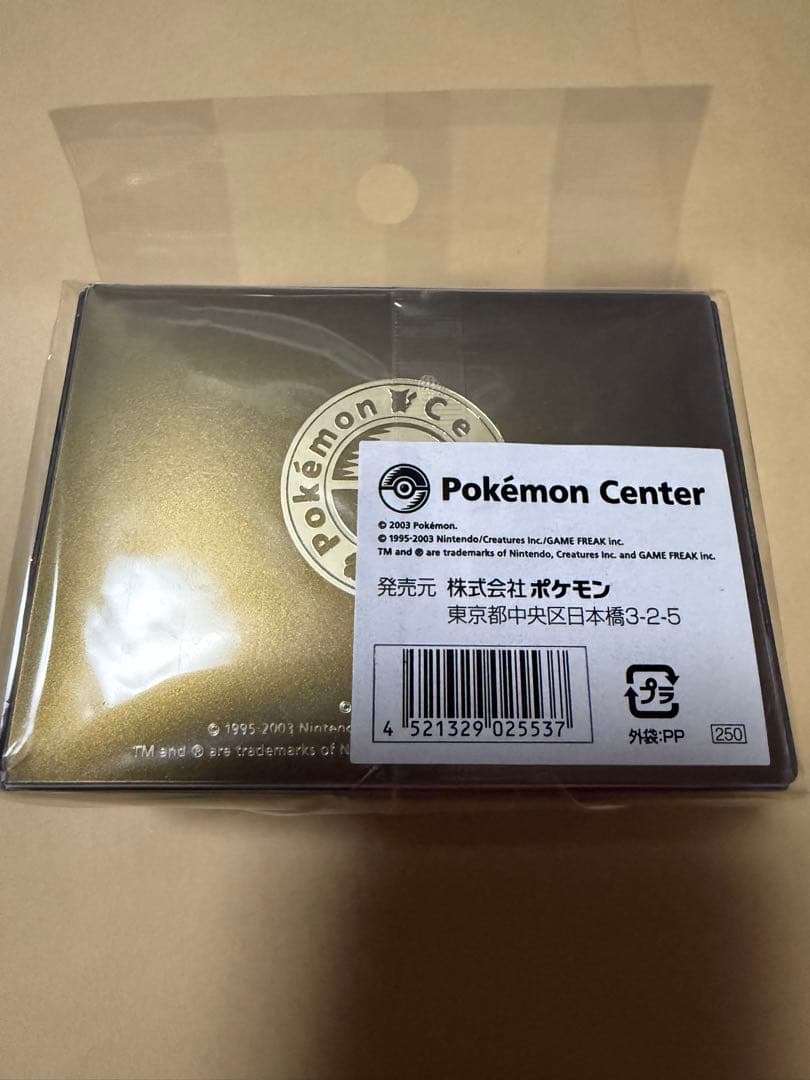 Pokémon Ce
Pokémon Center
© 2003 Pokémon.
© 1995-2003 Nintendo/Creatures Inc./GAME FREAK inc.
TM and ® are trademarks of Nintendo, Creatures Inc. and GAME FREAK inc.
発売元 株式会社ポケモン
東京都中央区日本橋3-2-5
4 521329 025537
プラ
外袋:PP
250
©
© 1995-2003 Ninten
TM and ® are trademarks of N